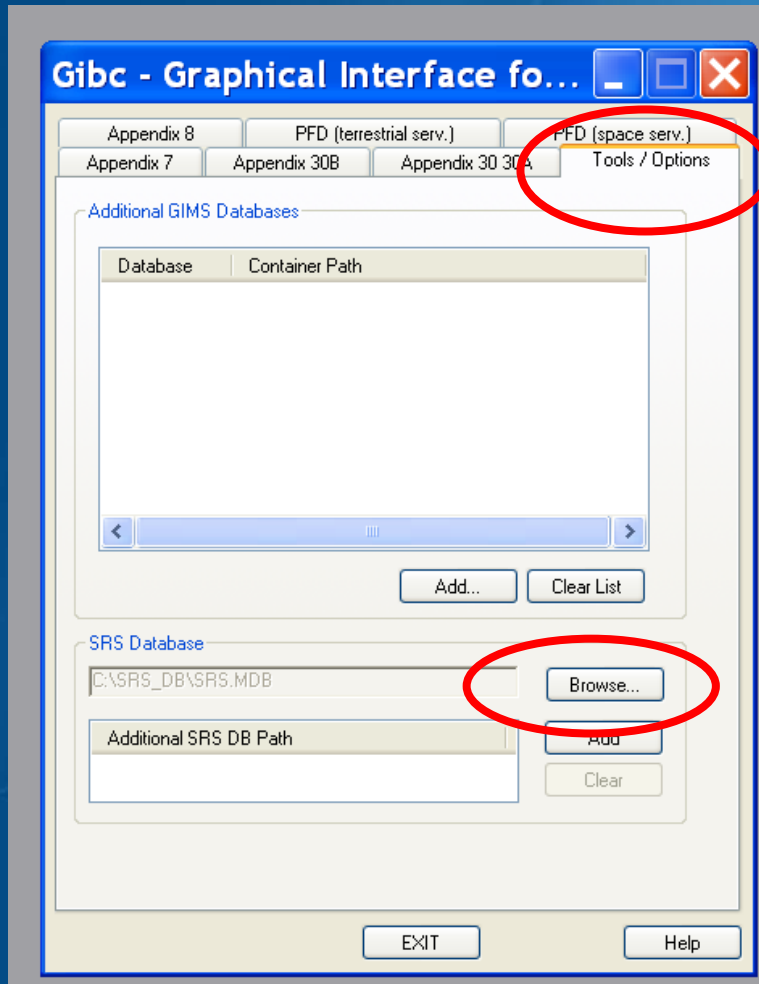 Gibc - Graphical Interface fo...
Appendix 8 PFD (terrestrial serv.) PFD (space serv.)
Appendix 7 Appendix 30B Appendix 30 30A Tools / Options
Additional GIMS Databases
Database Container Path
Add... Clear List
SRS Database
C:\SRS_DB\SRS.MDB Browse...
Additional SRS DB Path Add
Clear
EXIT Help